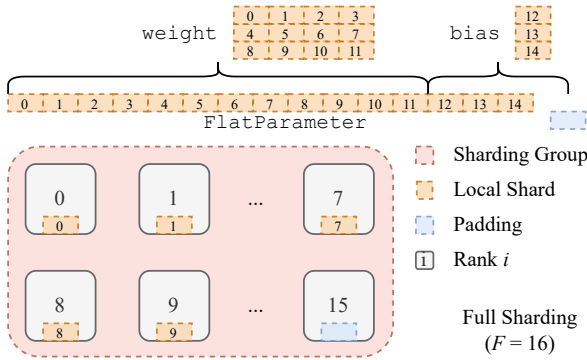 weight
0 1 2 3
4 5 6 7
8 9 10 11
bias
12
13
14
0 1 2 3 4 5 6 7 8 9 10 11 12 13 14
FlatParameter
0 1 ... 7
0 1 7
8 9 ... 15
8 9
Sharding Group
Local Shard
Padding
i Rank i
Full Sharding
(F = 16)